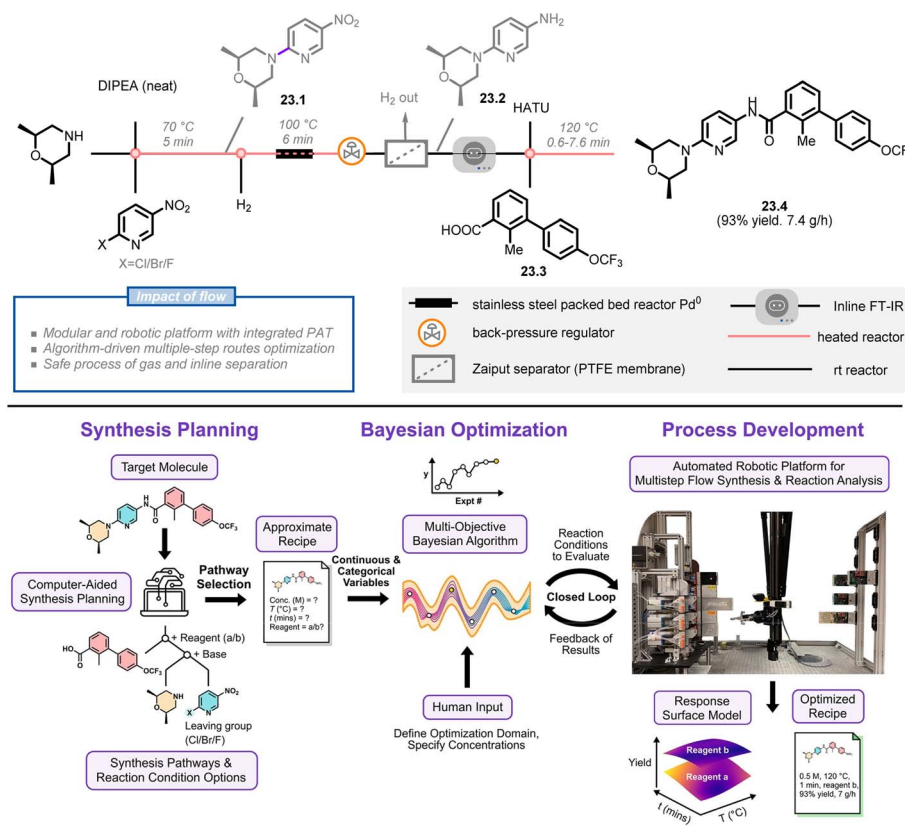 23.1
NO₂
N
N
O
DIPEA (neat)
NH
O
70 °C
5 min
NO₂
N
X
X=Cl/Br/F
H₂
100 °C
6 min
H₂ out
NH₂
N
N
O
23.2
HATU
120 °C
0.6-7.6 min
HOOC
Me
OCF₃
23.3
H
N
O
Me
N
N
O
23.4
(93% yield. 7.4 g/h)
Impact of flow
Modular and robotic platform with integrated PAT
Algorithm-driven multiple-step routes optimization
Safe process of gas and inline separation
stainless steel packed bed reactor Pd⁰
back-pressure regulator
Zaiput separator (PTFE membrane)
Inline FT-IR
heated reactor
rt reactor
Synthesis Planning
Target Molecule
H
N
O
N
N
O
OCF₃
Computer-Aided
Synthesis Planning
Pathway
Selection
Approximate
Recipe
Conc. (M) = ?
T (°C) = ?
t (mins) = ?
Reagent = a/b?
+ Reagent (a/b)
+ Base
HO
O
OCF₃
NH
O
NO₂
X
N
Leaving group
(Cl/Br/F)
Synthesis Pathways &
Reaction Condition Options
Bayesian Optimization
y
Expt #
Multi-Objective
Bayesian Algorithm
Continuous &
Categorical
Variables
Human Input
Define Optimization Domain,
Specify Concentrations
Reaction
Conditions
to Evaluate
Closed Loop
Feedback of
Results
Process Development
Automated Robotic Platform for
Multistep Flow Synthesis & Reaction Analysis
Response
Surface Model
Yield
Reagent b
Reagent a
t (mins)
T (°C)
Optimized
Recipe
0.5 M, 120 °C,
1 min, reagent b,
93% yield, 7 g/h